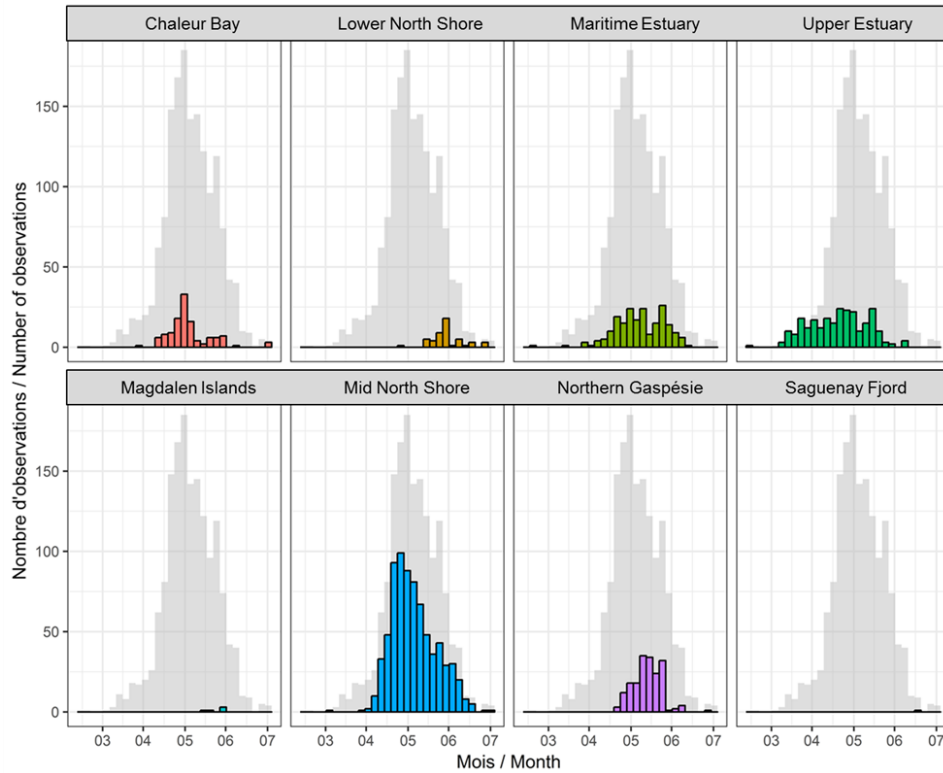 Chaleur Bay Lower North Shore Maritime Estuary Upper Estuary
150
100
50
0
Magdalen Islands Mid North Shore Northern Gaspésie Saguenay Fjord
150
100
50
0
03 04 05 06 07 03 04 05 06 07 03 04 05 06 07 03 04 05 06 07
Mois / Month
Nombre d'observations / Number of observations